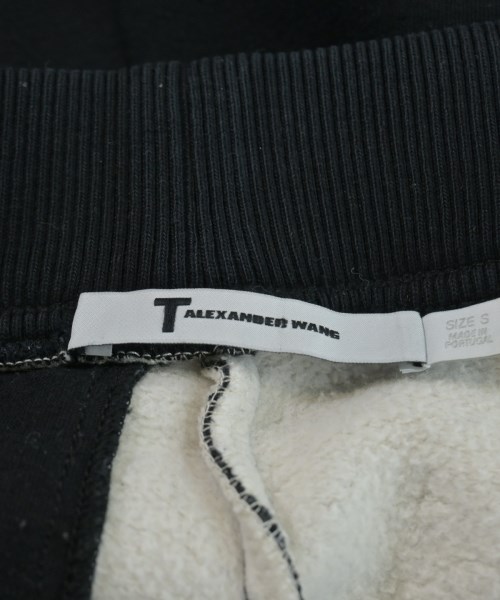 T ALEXANDER WANG
SIZE S
MADE IN
PORTUGAL